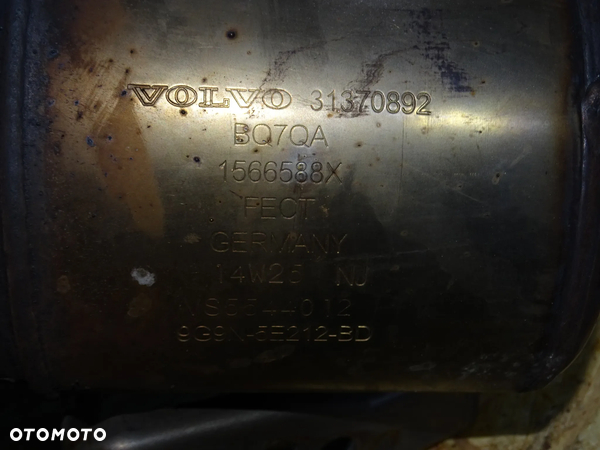 VOLVO 31370892
BQ7QA
1566588X
FECT
GERMANY
14W25 NJ
9G9N-5E212-BD
OTOMOTO